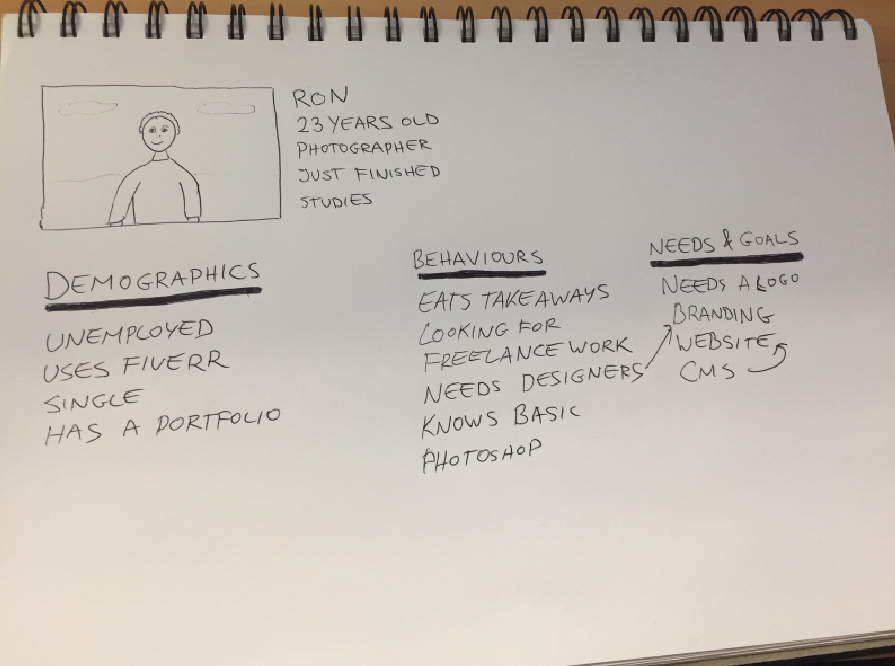 RON
23 YEARS OLD
PHOTOGRAPHER
JUST FINISHED
STUDIES
DEMOGRAPHICS
UNEMPLOYED
USES FIVERR
SINGLE
HAS A PORTFOLIO
BEHAVIOURS
EATS TAKEAWAYS
LOOKING FOR
FREELANCE WORK
NEEDS DESIGNERS
KNOWS BASIC
PHOTOSHOP
NEEDS & GOALS
NEEDS A LOGO
BRANDING
WEBSITE
CMS